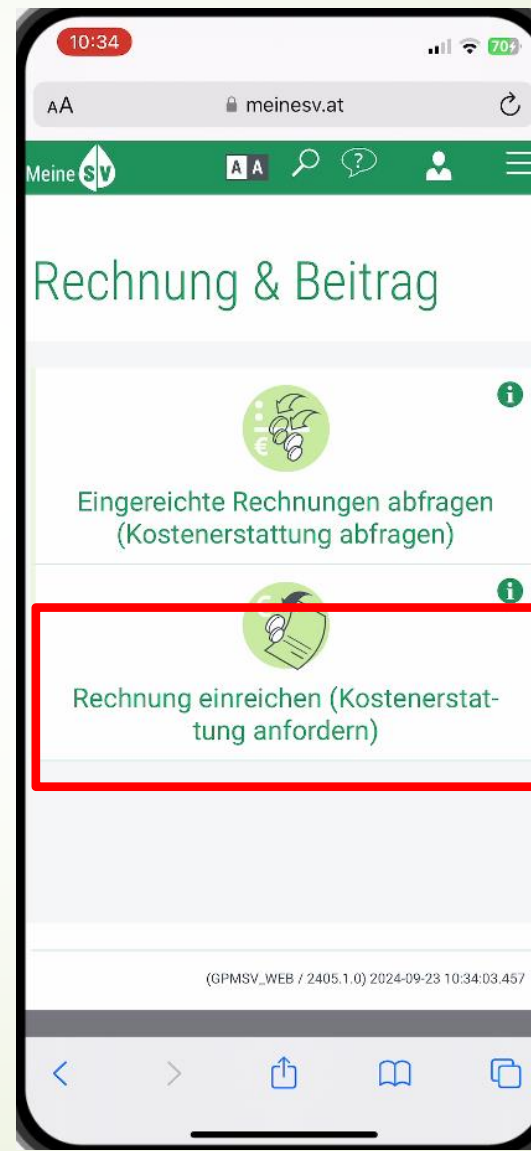 10:34
70
AA
meinesv.at
Meine SV
A A
?
Rechnung & Beitrag
i
€
Eingereichte Rechnungen abfragen
(Kostenerstattung abfragen)
i
€
Rechnung einreichen (Kostenerstat-
tung anfordern)
(GPMSV_WEB / 2405.1.0) 2024-09-23 10:34:03.457